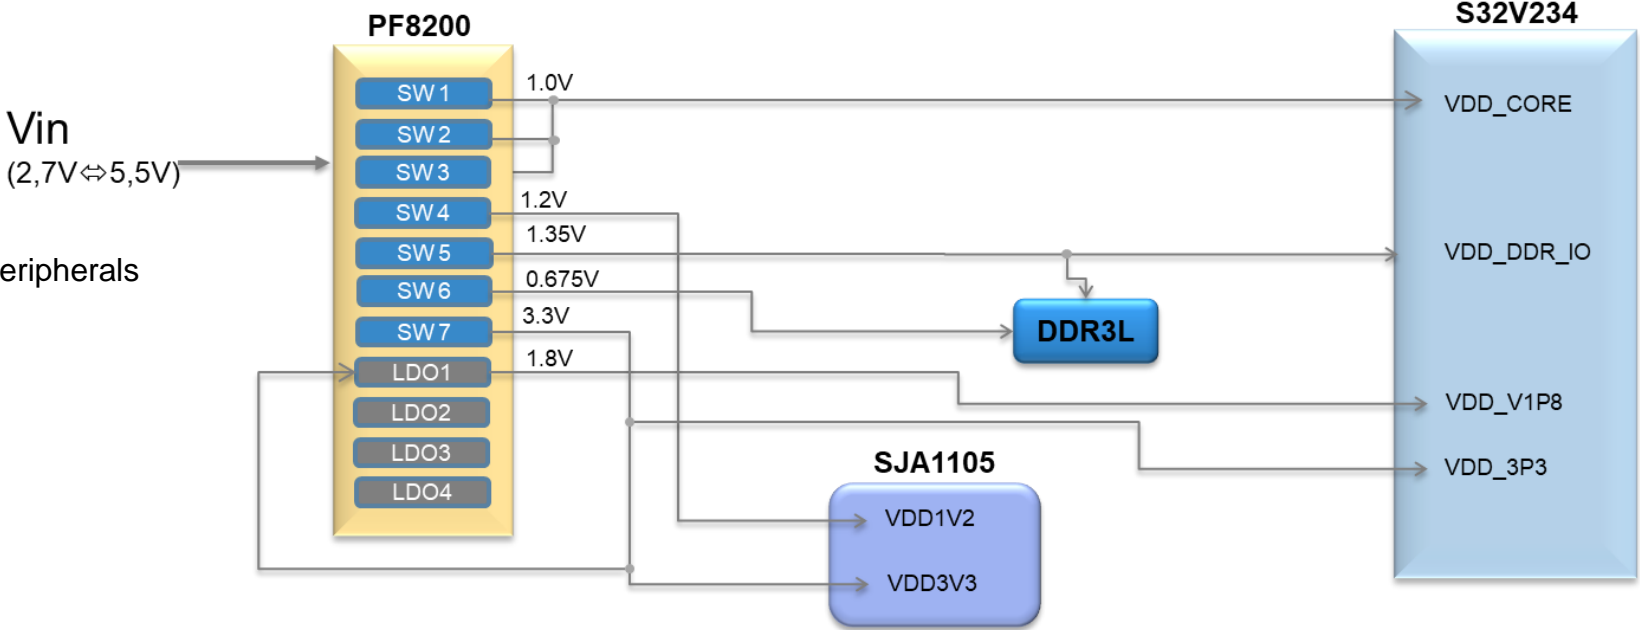 PF8200
S32V234
Vin
(2,7V⇔5,5V)
eripherals
SW1
SW2
SW3
SW4
SW5
SW6
SW7
LDO1
LDO2
LDO3
LDO4
1.0V
1.2V
1.35V
0.675V
3.3V
1.8V
DDR3L
SJA1105
VDD1V2
VDD3V3
VDD_CORE
VDD_DDR_IO
VDD_V1P8
VDD_3P3